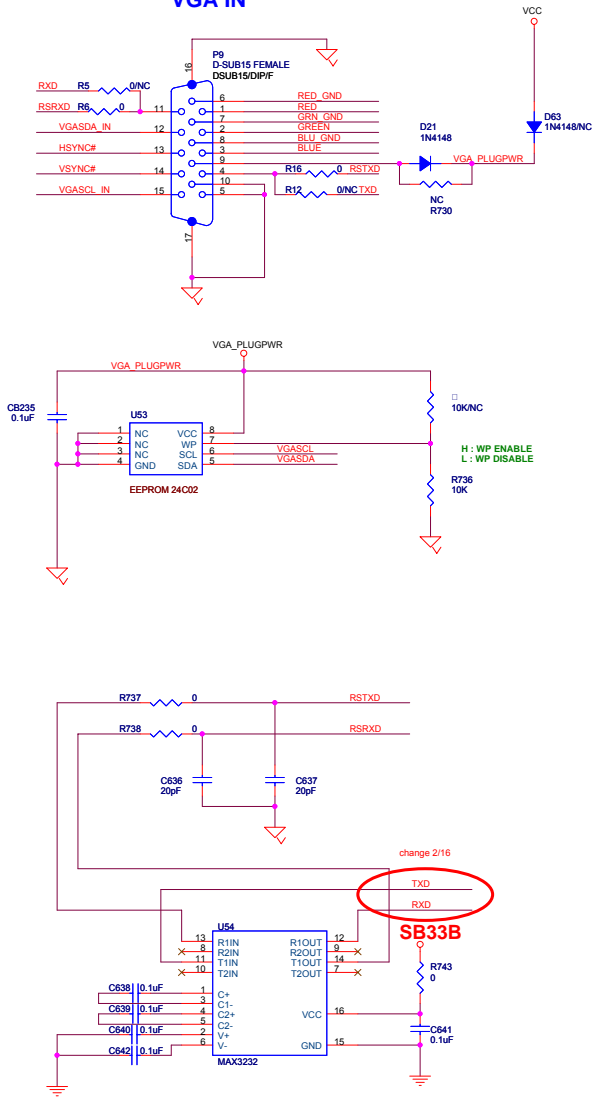 VGA IN
VCC
P9
D-SUB15 FEMALE
DSUB15/DIP/F
16
RXD R5 0/NC
RSRXD R6 0 11
VGASDA_IN 12
HSYNC# 13
VSYNC# 14
VGASCL_IN 15
6 RED_GND
1 RED
7 GRN_GND
2 GREEN
8 BLU_GND
3 BLUE
9
4 R16 0 RSTXD
10
5 R12 0/NC TXD
17
D21
1N4148
D63
1N4148/NC
VGA_PLUGPWR
NC
R730
VGA_PLUGPWR
VGA_PLUGPWR
CB235
0.1uF
U53
1 NC VCC 8
2 NC WP 7
3 NC SCL 6 VGASCL
4 GND SDA 5 VGASDA
EEPROM 24C02
10K/NC
H : WP ENABLE
L : WP DISABLE
R736
10K
R737 0 RSTXD
R738 0 RSRXD
C636
20pF
C637
20pF
change 2/16
TXD
RXD
SB33B
U54
13 R1IN R1OUT 12
8 R2IN R2OUT 9
11 T1IN T1OUT 14
10 T2IN T2OUT 7
R743
0
C638 0.1uF 1 C+
3 C1-
C639 0.1uF 4 C2+
5 C2-
C640 0.1uF 2 V+
C642 0.1uF 6 V-
VCC 16
GND 15
C641
0.1uF
MAX3232